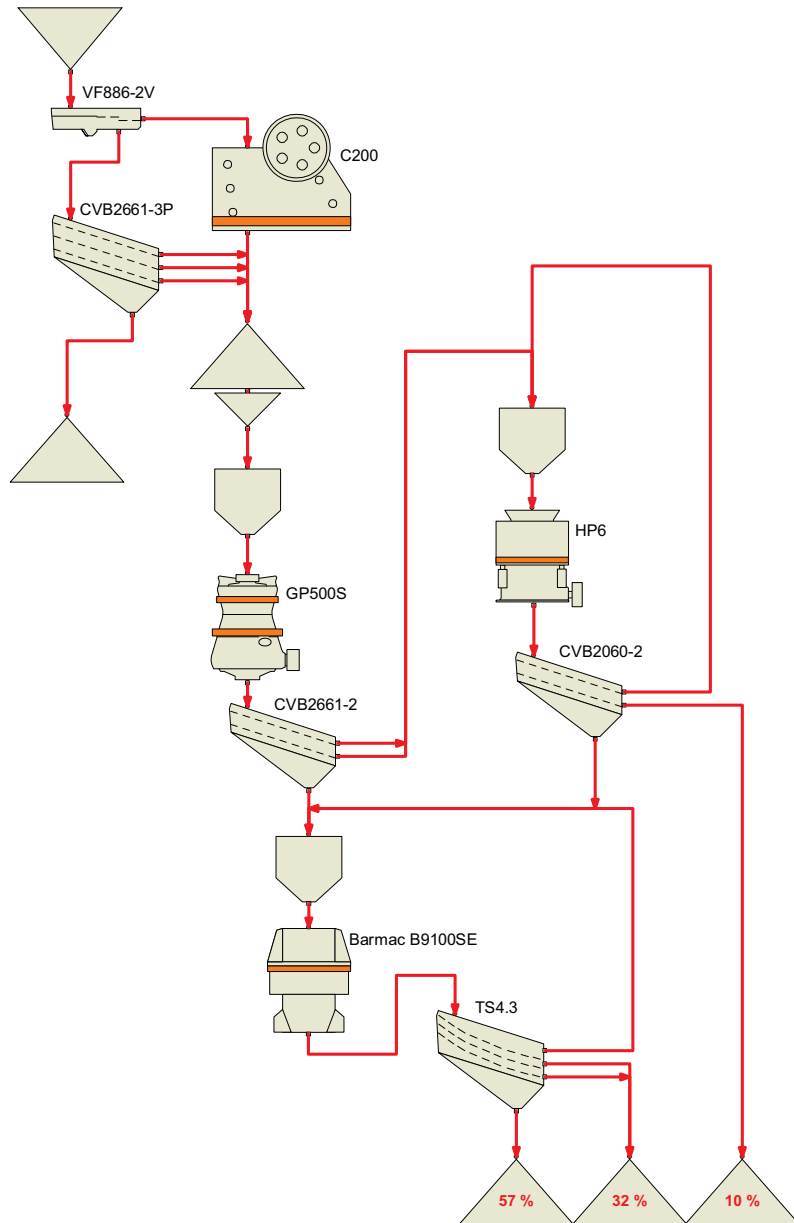 VF886-2V
C200
CVB2661-3P
HP6
GP500S
CVB2060-2
CVB2661-2
Barmac B9100SE
TS4.3
57 %
32 %
10 %